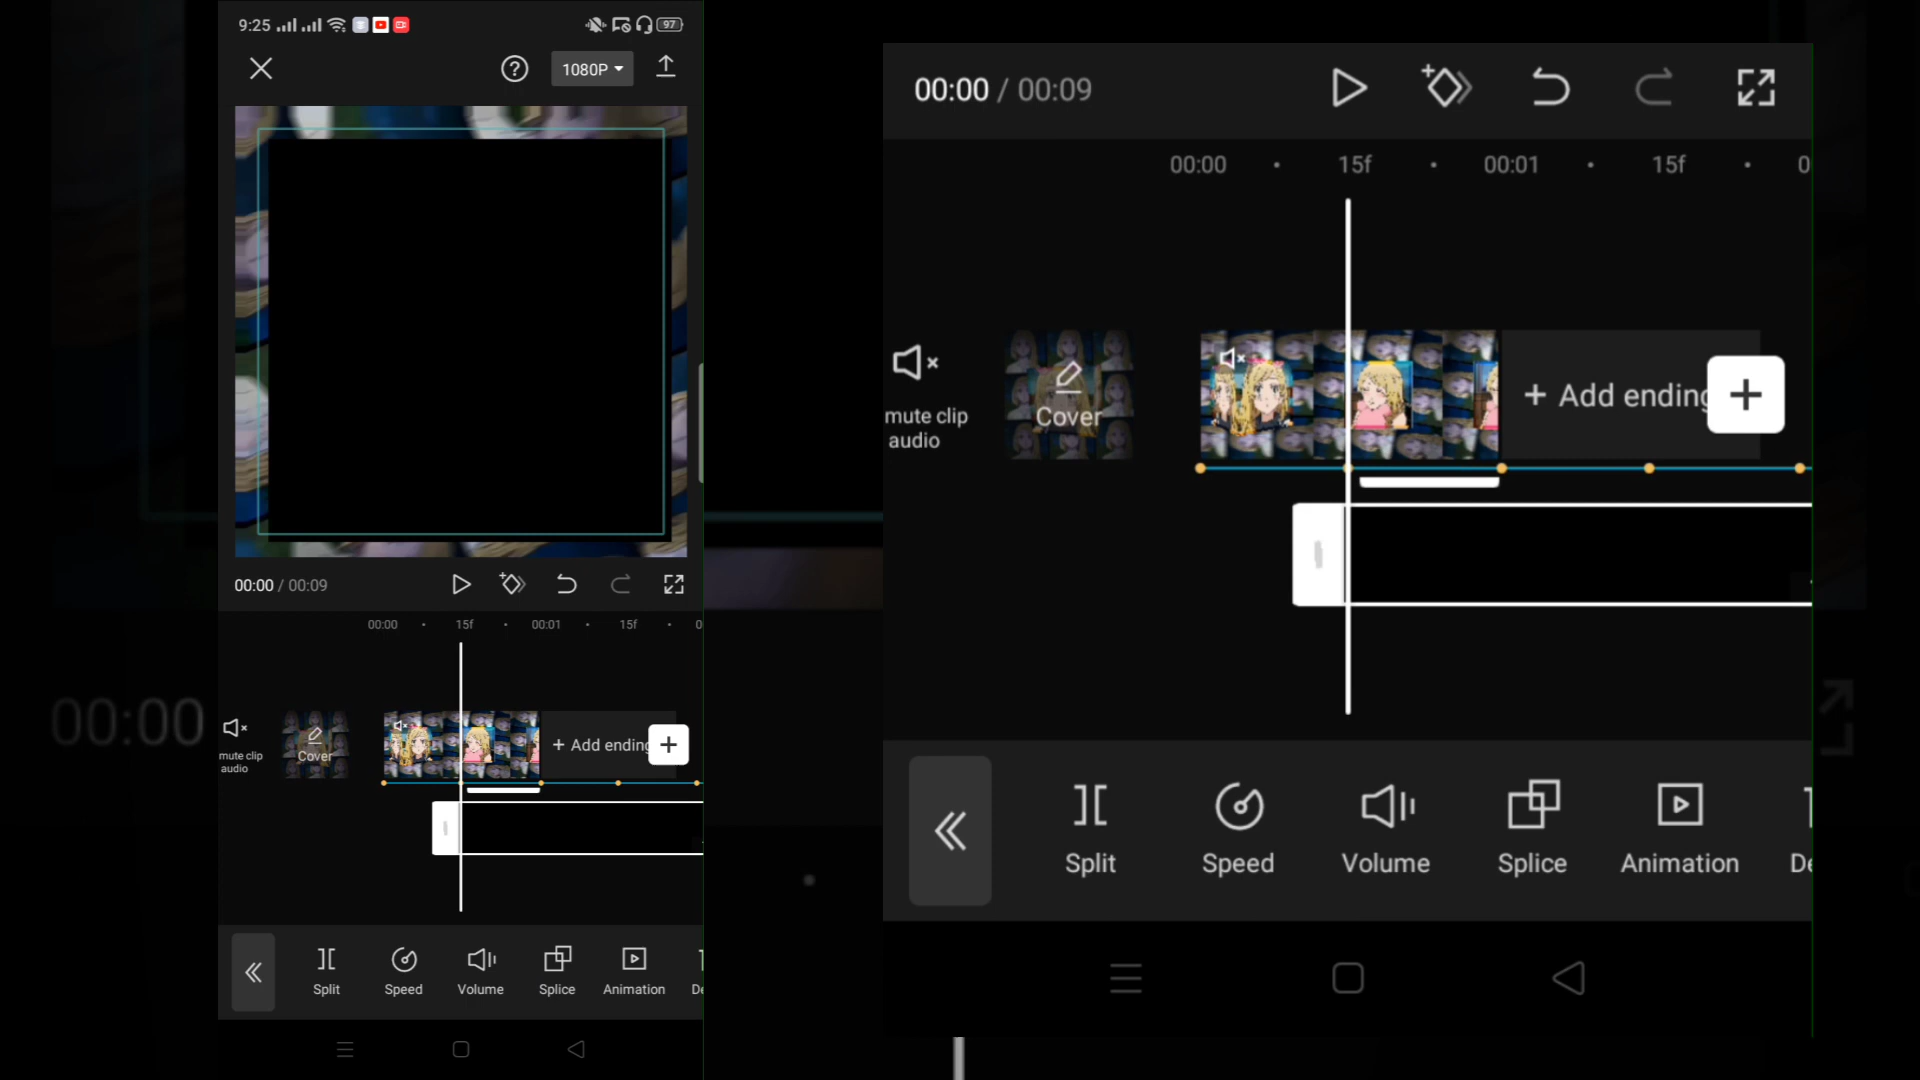 9:25
97
1080P
00:00 / 00:09
00:00
15f
00:01
15f
0
mute clip
audio
Cover
+ Add ending
Split
Speed
Volume
Splice
Animation
De
00:00 / 00:09
00:00
15f
00:01
15f
0
mute clip
audio
Cover
+ Add ending
Split
Speed
Volume
Splice
Animation
De
00:00